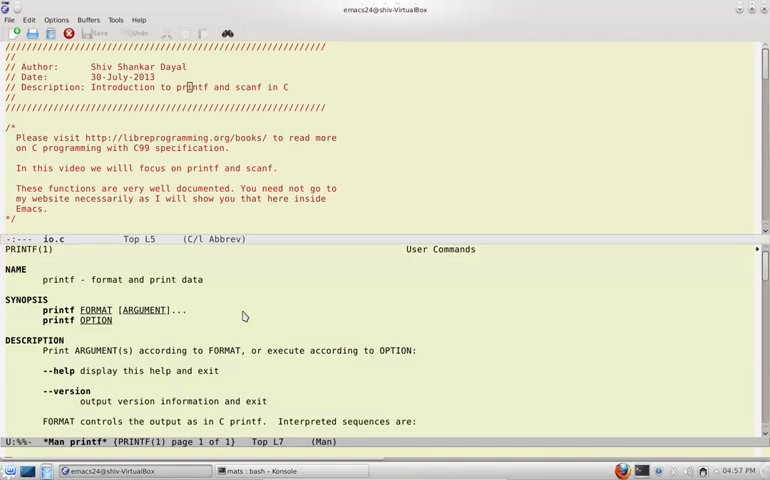 emacs24@shiv-VirtualBox
File Edit Options Buffers Tools Help
Save Undo
////////////////////////////////////////////////////////////
//
// Author: Shiv Shankar Dayal
// Date: 30-July-2013
// Description: Introduction to printf and scanf in C
//
////////////////////////////////////////////////////////////
/*
Please visit http://libreprogramming.org/books/ to read more
on C programming with C99 specification.
In this video we willl focus on printf and scanf.
These functions are very well documented. You need not go to
my website necessarily as I will show you that here inside
Emacs.
*/
-:--- io.c Top L5 (C/l Abbrev)
PRINTF(1) User Commands
NAME
printf - format and print data
SYNOPSIS
printf FORMAT [ARGUMENT]...
printf OPTION
DESCRIPTION
Print ARGUMENT(s) according to FORMAT, or execute according to OPTION:
--help display this help and exit
--version
output version information and exit
FORMAT controls the output as in C printf. Interpreted sequences are:
U:%%- *Man printf* {PRINTF(1) page 1 of 1} Top L7 (Man)
emacs24@shiv-VirtualBox mats : bash - Konsole 04:57 PM